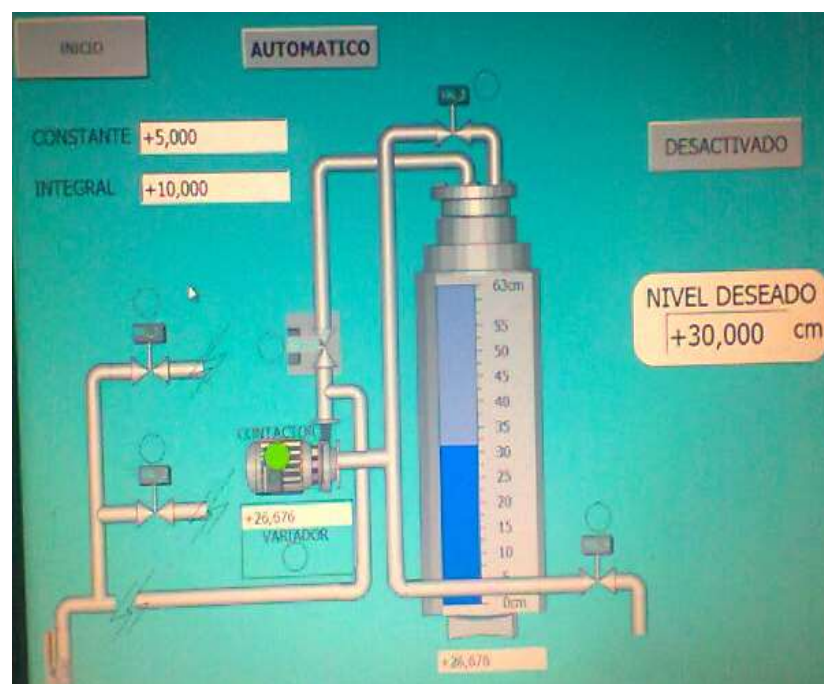 INICIO
AUTOMATICO
CONSTANTE +5,000
DESACTIVADO
INTEGRAL +10,000
63cm
NIVEL DESEADO
+30,000 cm
55
50
45
40
35
CONTACTOR
30
25
20
+26,676
15
VARIADOR
10
5
0cm
+26,676